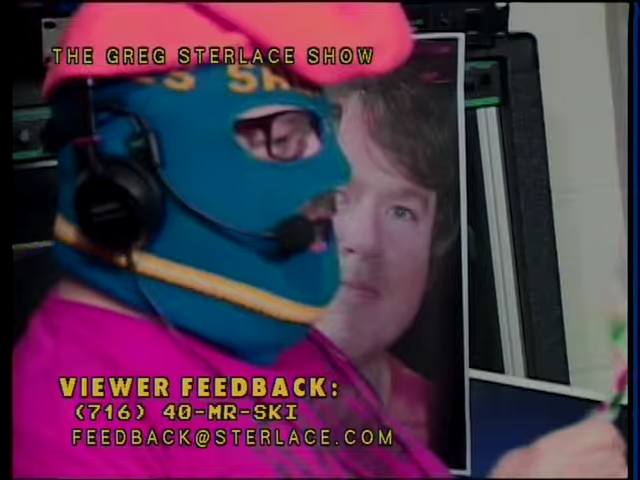 THE GREG STERLACE SHOW
VIEWER FEEDBACK:
(716) 40-MR-SKI
FEEDBACK@STERLACE.COM